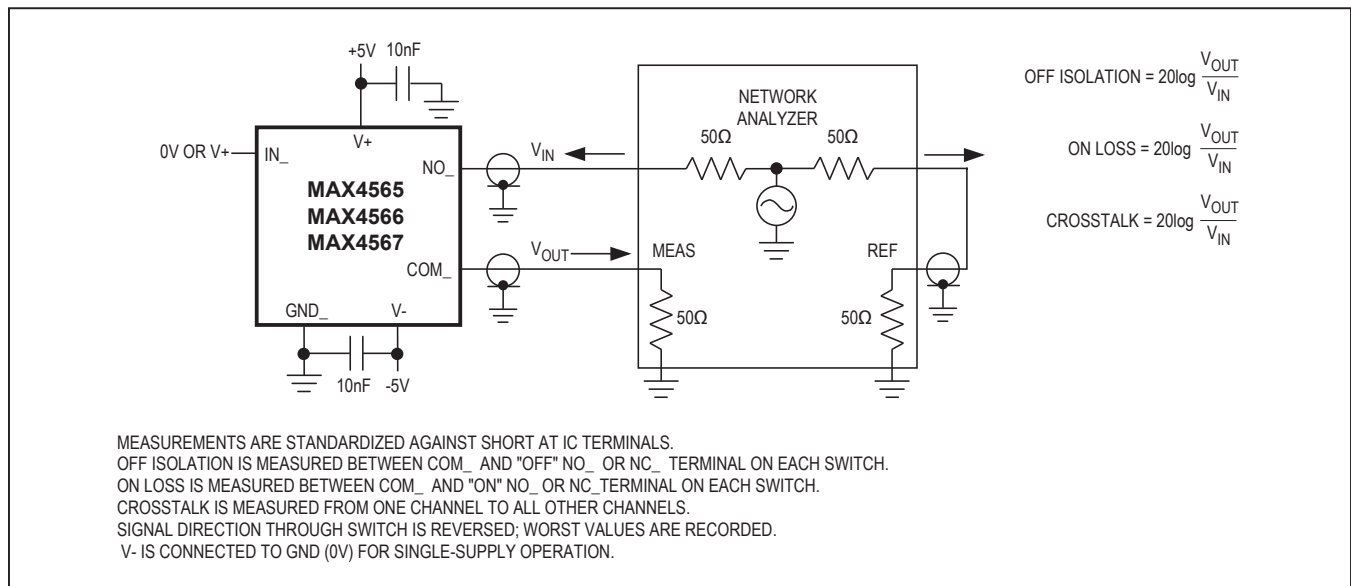 +5V 10nF
V+
0V OR V+
IN_
NO_
MAX4565
MAX4566
MAX4567
COM_
GND_ V-
10nF -5V
V_IN
V_OUT
NETWORK
ANALYZER
50Ω 50Ω
MEAS REF
50Ω 50Ω
OFF ISOLATION = 20log V_OUT / V_IN
ON LOSS = 20log V_OUT / V_IN
CROSSTALK = 20log V_OUT / V_IN
MEASUREMENTS ARE STANDARDIZED AGAINST SHORT AT IC TERMINALS.
OFF ISOLATION IS MEASURED BETWEEN COM_ AND "OFF" NO_ OR NC_ TERMINAL ON EACH SWITCH.
ON LOSS IS MEASURED BETWEEN COM_ AND "ON" NO_ OR NC_TERMINAL ON EACH SWITCH.
CROSSTALK IS MEASURED FROM ONE CHANNEL TO ALL OTHER CHANNELS.
SIGNAL DIRECTION THROUGH SWITCH IS REVERSED; WORST VALUES ARE RECORDED.
V- IS CONNECTED TO GND (0V) FOR SINGLE-SUPPLY OPERATION.